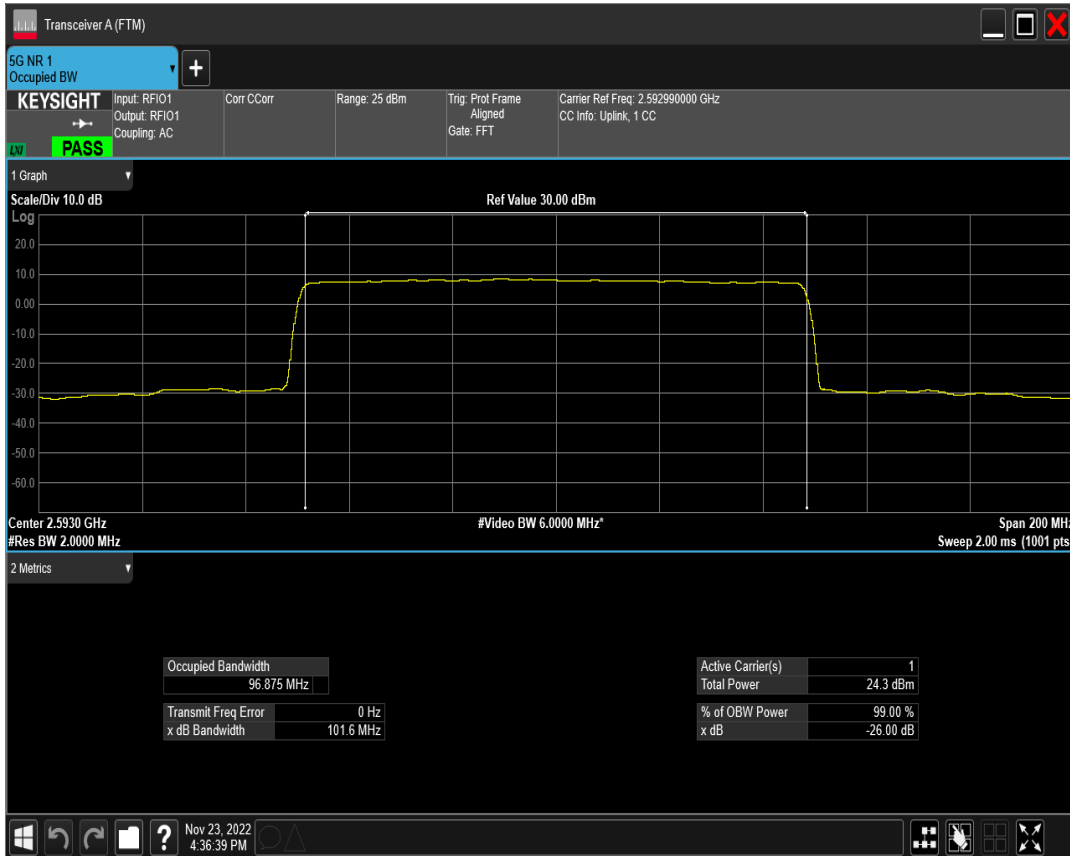 Transceiver A (FTM)
5G NR 1
Occupied BW
+
KEYSIGHT
LXI
PASS
Input: RFIO1
Output: RFIO1
Coupling: AC
Corr CCorr
Range: 25 dBm
Trig: Prot Frame
Aligned
Gate: FFT
Carrier Ref Freq: 2.592990000 GHz
CC Info: Uplink, 1 CC
1 Graph
Scale/Div 10.0 dB
Ref Value 30.00 dBm
Log
20.0
10.0
0.00
-10.0
-20.0
-30.0
-40.0
-50.0
-60.0
Center 2.5930 GHz
#Video BW 6.0000 MHz*
Span 200 MHz
#Res BW 2.0000 MHz
Sweep 2.00 ms (1001 pts
2 Metrics
Occupied Bandwidth
96.875 MHz
Transmit Freq Error 0 Hz
x dB Bandwidth 101.6 MHz
Active Carrier(s) 1
Total Power 24.3 dBm
% of OBW Power 99.00 %
x dB -26.00 dB
?
Nov 23, 2022
4:36:39 PM